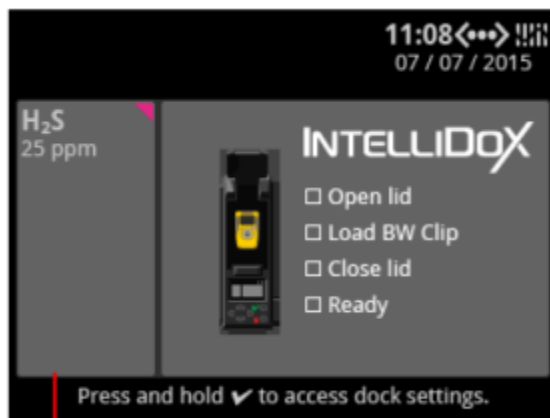 11:08
07 / 07 / 2015
H₂S
25 ppm
INTELLIDOX
Open lid
Load BW Clip
Close lid
Ready
Press and hold ✔ to access dock settings.